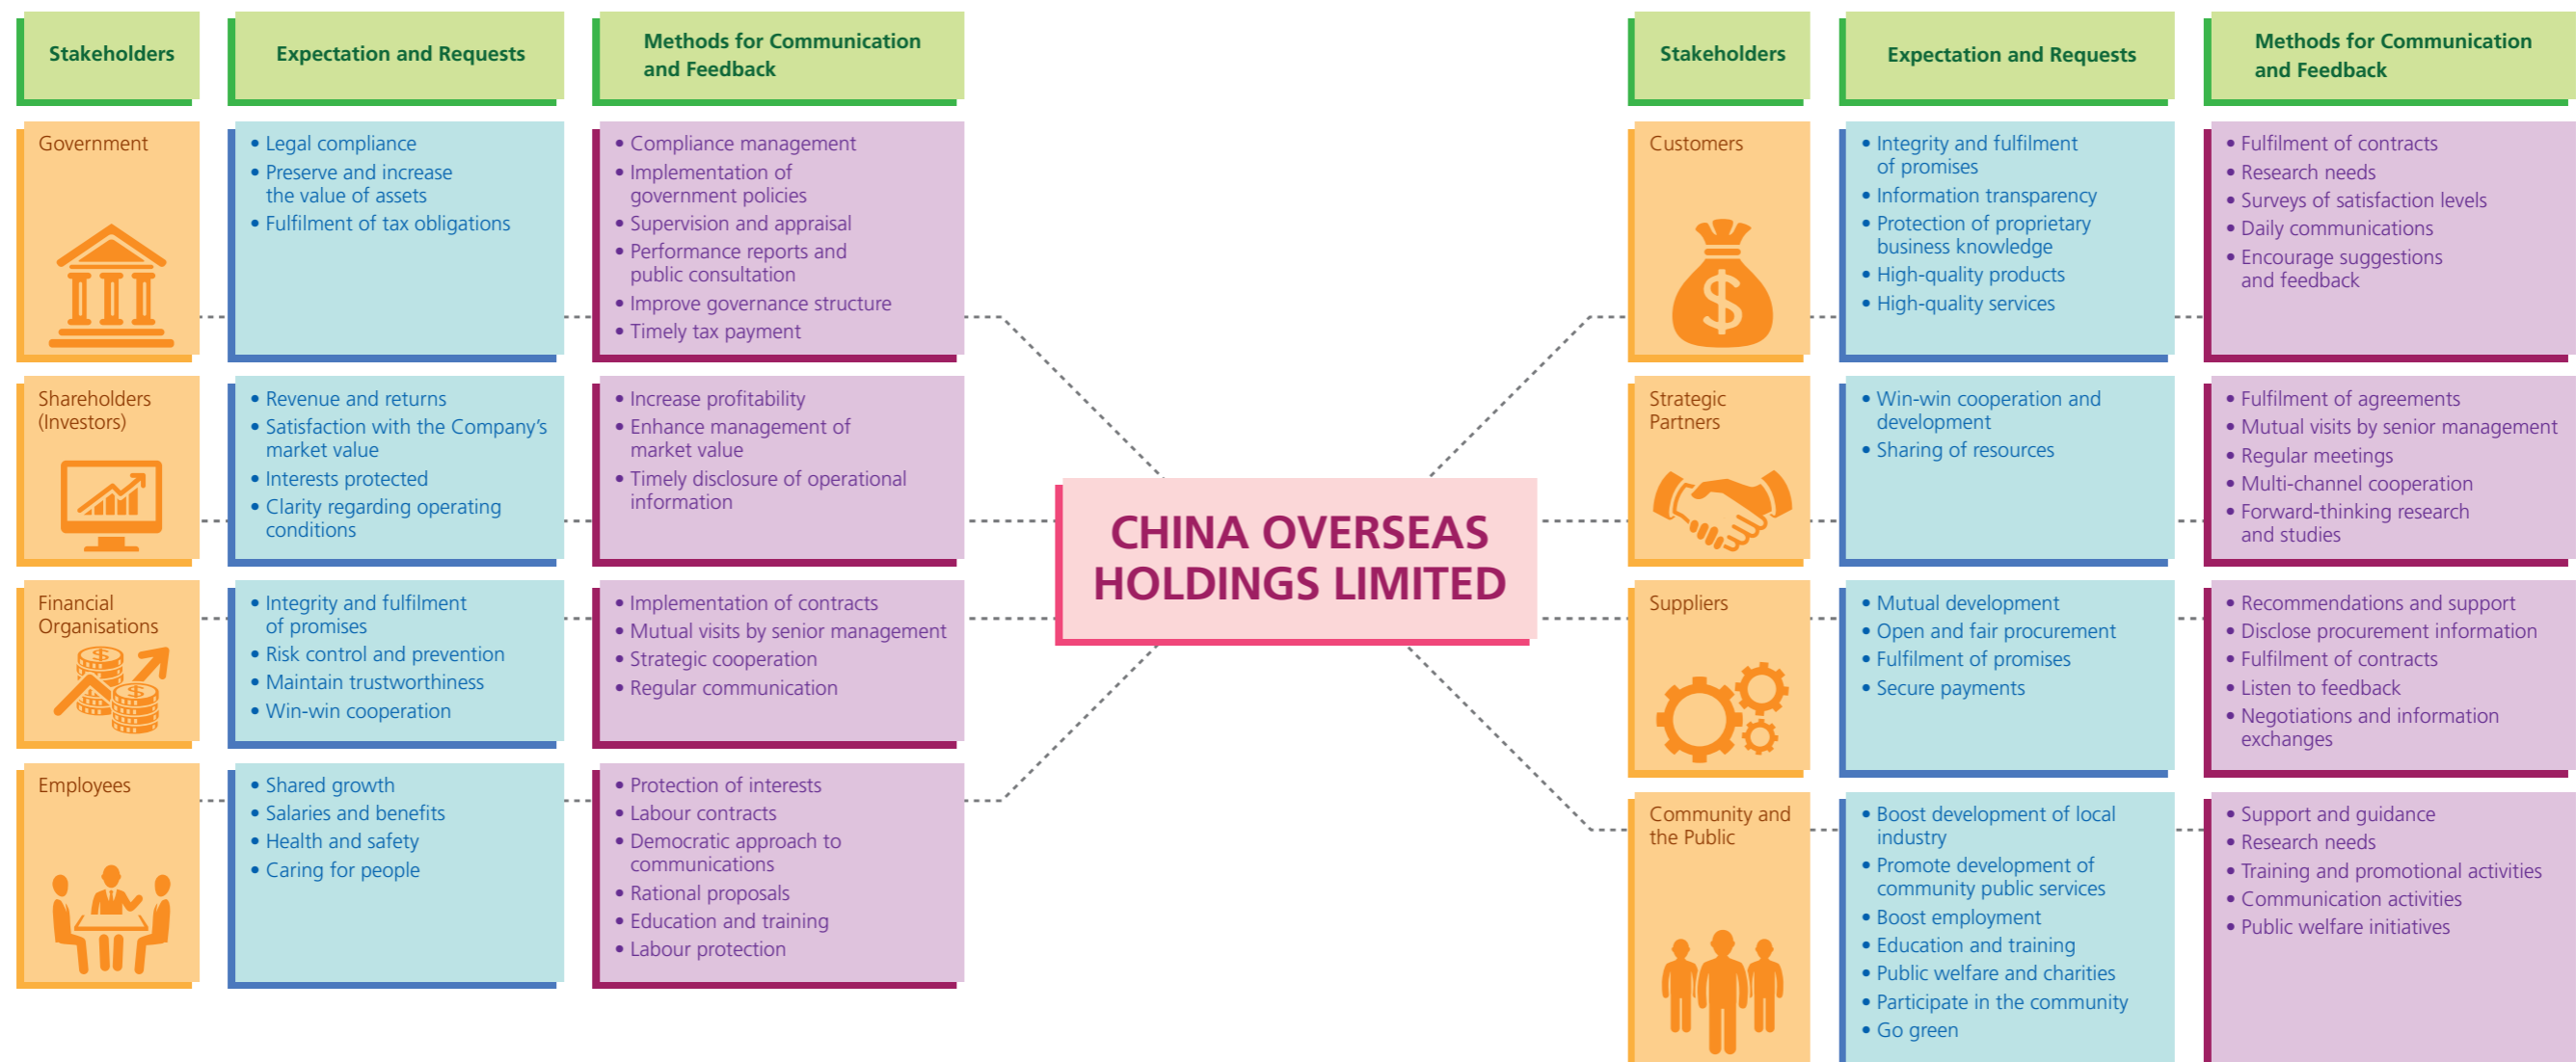 Stakeholders
Expectation and Requests
Methods for Communication
and Feedback
Government
• Legal compliance
• Preserve and increase
the value of assets
• Fulfilment of tax obligations
• Compliance management
• Implementation of
government policies
• Supervision and appraisal
• Performance reports and
public consultation
• Improve governance structure
• Timely tax payment
Shareholders
(Investors)
• Revenue and returns
• Satisfaction with the Company's
market value
• Interests protected
• Clarity regarding operating
conditions
• Increase profitability
• Enhance management of
market value
• Timely disclosure of operational
information
Financial
Organisations
• Integrity and fulfilment
of promises
• Risk control and prevention
• Maintain trustworthiness
• Win-win cooperation
• Implementation of contracts
• Mutual visits by senior management
• Strategic cooperation
• Regular communication
Employees
• Shared growth
• Salaries and benefits
• Health and safety
• Caring for people
• Protection of interests
• Labour contracts
• Democratic approach to
communications
• Rational proposals
• Education and training
• Labour protection
CHINA OVERSEAS
HOLDINGS LIMITED
Stakeholders
Expectation and Requests
Methods for Communication
and Feedback
Customers
• Integrity and fulfilment
of promises
• Information transparency
• Protection of proprietary
business knowledge
• High-quality products
• High-quality services
• Fulfilment of contracts
• Research needs
• Surveys of satisfaction levels
• Daily communications
• Encourage suggestions
and feedback
Strategic
Partners
• Win-win cooperation and
development
• Sharing of resources
• Fulfilment of agreements
• Mutual visits by senior management
• Regular meetings
• Multi-channel cooperation
• Forward-thinking research
and studies
Suppliers
• Mutual development
• Open and fair procurement
• Fulfilment of promises
• Secure payments
• Recommendations and support
• Disclose procurement information
• Fulfilment of contracts
• Listen to feedback
• Negotiations and information
exchanges
Community and
the Public
• Boost development of local
industry
• Promote development of
community public services
• Boost employment
• Education and training
• Public welfare and charities
• Participate in the community
• Go green
• Support and guidance
• Research needs
• Training and promotional activities
• Communication activities
• Public welfare initiatives